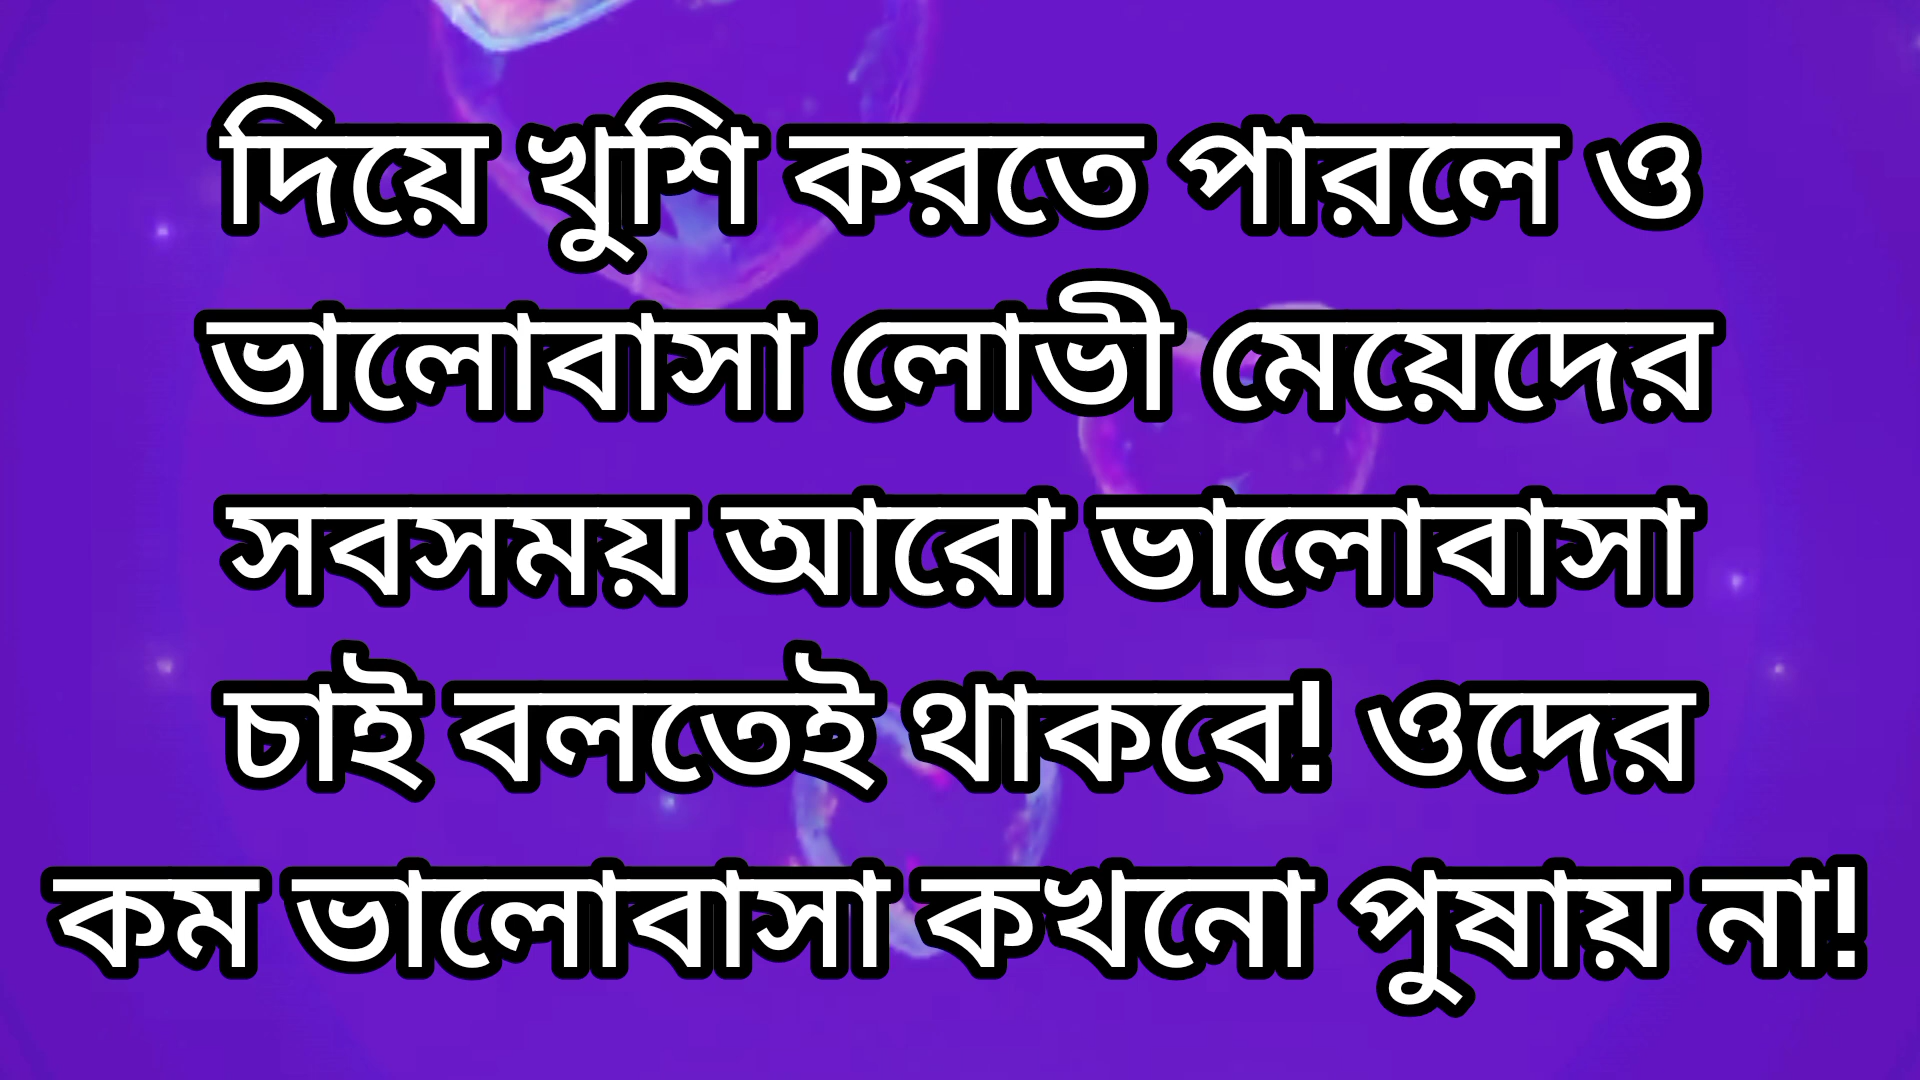 দিয়ে খুশি করতে পারলে ও
ভালোবাসা লোভী মেয়েদের
সবসময় আরো ভালোবাসা
চাই বলতেই থাকবে! ওদের
কম ভালোবাসা কখনো পুষায় না!